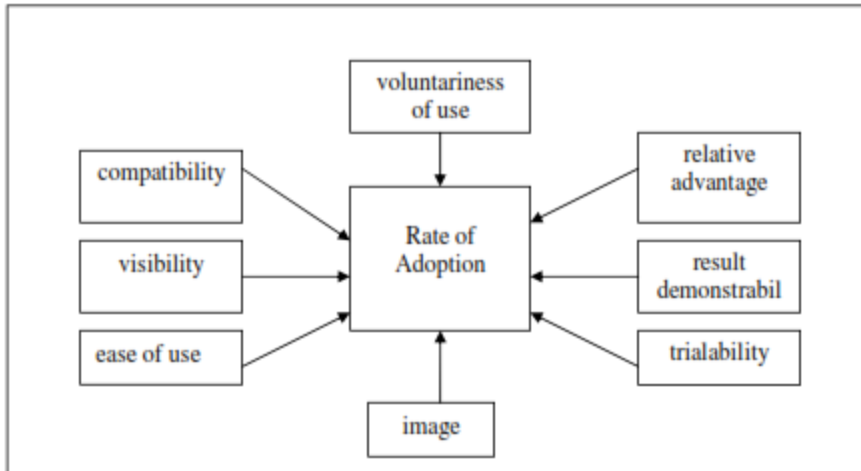 voluntariness
of use
compatibility
relative
advantage
Rate of
Adoption
visibility
result
demonstrabil
ease of use
trialability
image